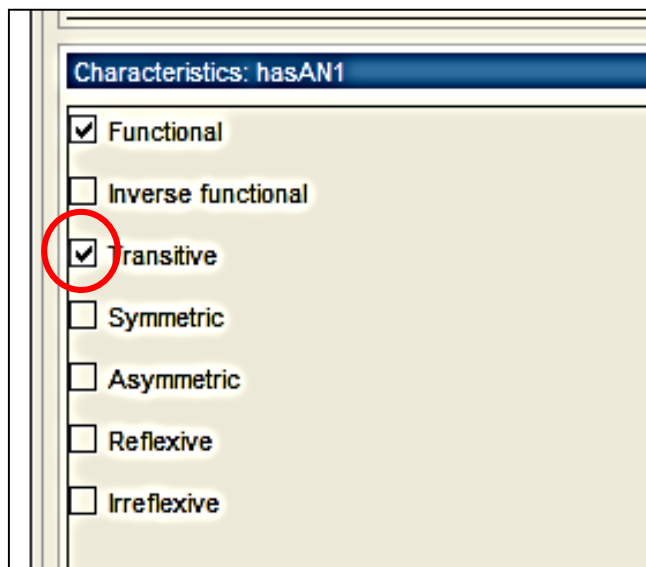 Characteristics: hasAN1
Functional
Inverse functional
Transitive
Symmetric
Asymmetric
Reflexive
Irreflexive